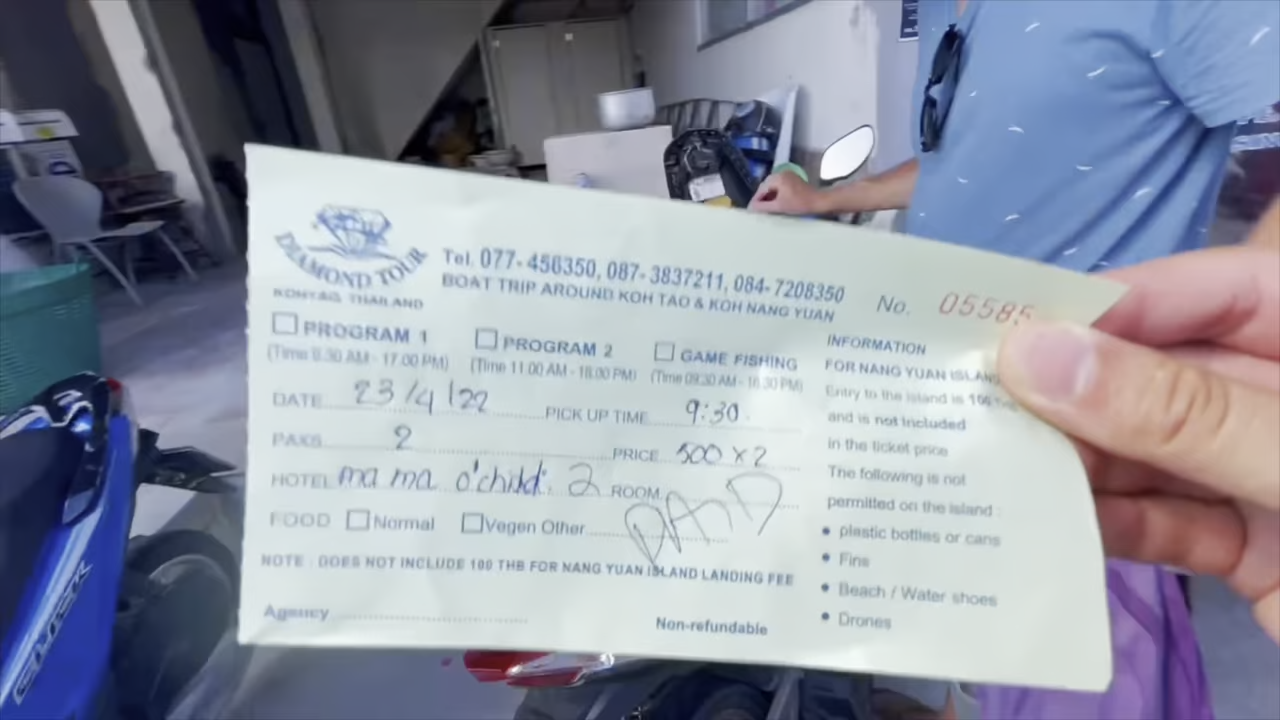 DIAMOND TOUR
KOHTAO THAILAND
Tel. 077- 456350, 087- 3837211, 084- 7208350
BOAT TRIP AROUND KOH TAO & KOH NANG YUAN
No. 05585
PROGRAM 1
(Time 8.30 AM - 17.00 PM)
PROGRAM 2
(Time 11.00 AM - 18.00 PM)
GAME FISHING
(Time 09.30 AM - 16.30 PM)
DATE 23/4/22 PICK UP TIME 9:30
PAXS 2 PRICE 500 x 2
HOTEL ma ma o'child. 2 ROOM
FOOD Normal Vegen Other
PAID
NOTE : DOES NOT INCLUDE 100 THB FOR NANG YUAN ISLAND LANDING FEE
Agency
Non-refundable
INFORMATION
FOR NANG YUAN ISLAND
Entry to the island is 100
and is not included
in the ticket price
The following is not
permitted on the island :
• plastic bottles or cans
• Fins
• Beach / Water shoes
• Drones
CLICK